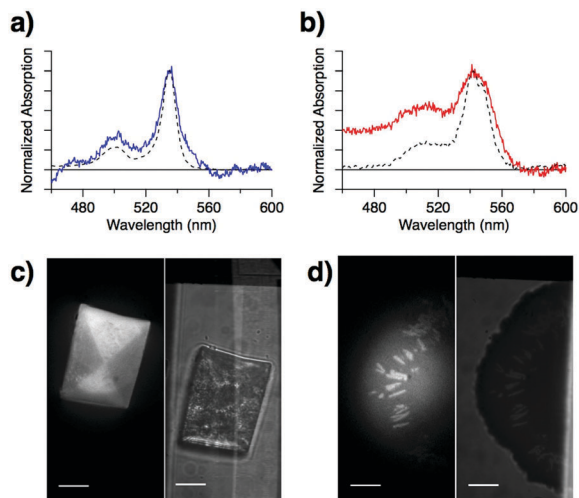 a)
Normalized Absorption
480 520 560 600
Wavelength (nm)
b)
Normalized Absorption
480 520 560 600
Wavelength (nm)
c)
d)